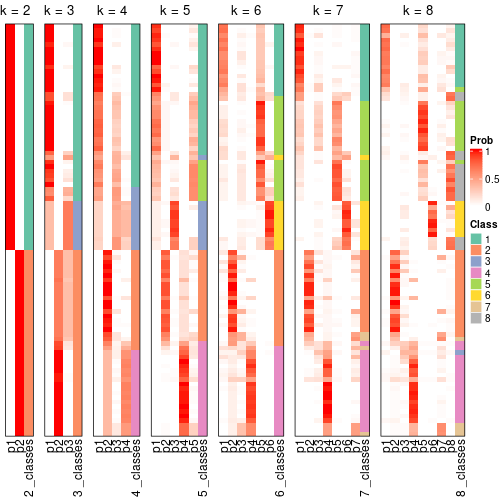 k = 2 k = 3 k = 4 k = 5 k = 6 k = 7 k = 8
Prob
1
0.5
0
Class
1
2
3
4
5
6
7
8
p1 p2 2_classes p1 p2 p3 3_classes p1 p2 p3 p4 4_classes p1 p2 p3 p4 p5 5_classes p1 p2 p3 p4 p5 p6 6_classes p1 p2 p3 p4 p5 p6 p7 7_classes p1 p2 p3 p4 p5 p6 p7 p8 8_classes